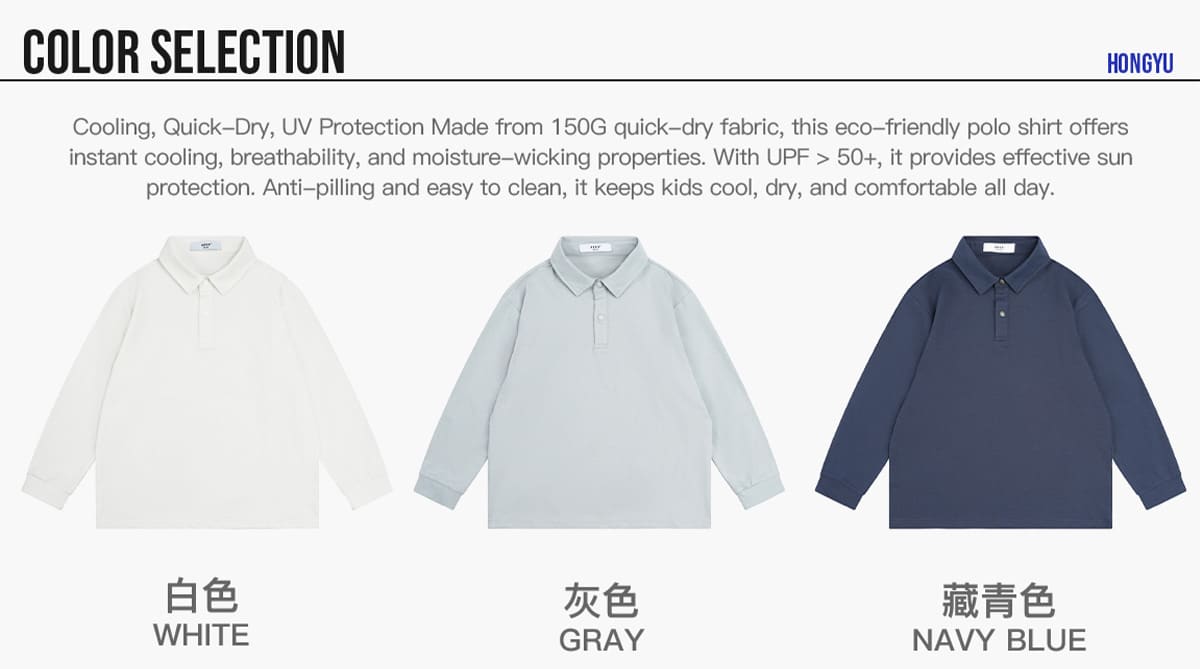 COLOR SELECTION
HONGYU
Cooling, Quick–Dry, UV Protection Made from 150G quick–dry fabric, this eco–friendly polo shirt offers
instant cooling, breathability, and moisture–wicking properties. With UPF > 50+, it provides effective sun
protection. Anti–pilling and easy to clean, it keeps kids cool, dry, and comfortable all day.
白色
WHITE
灰色
GRAY
藏青色
NAVY BLUE